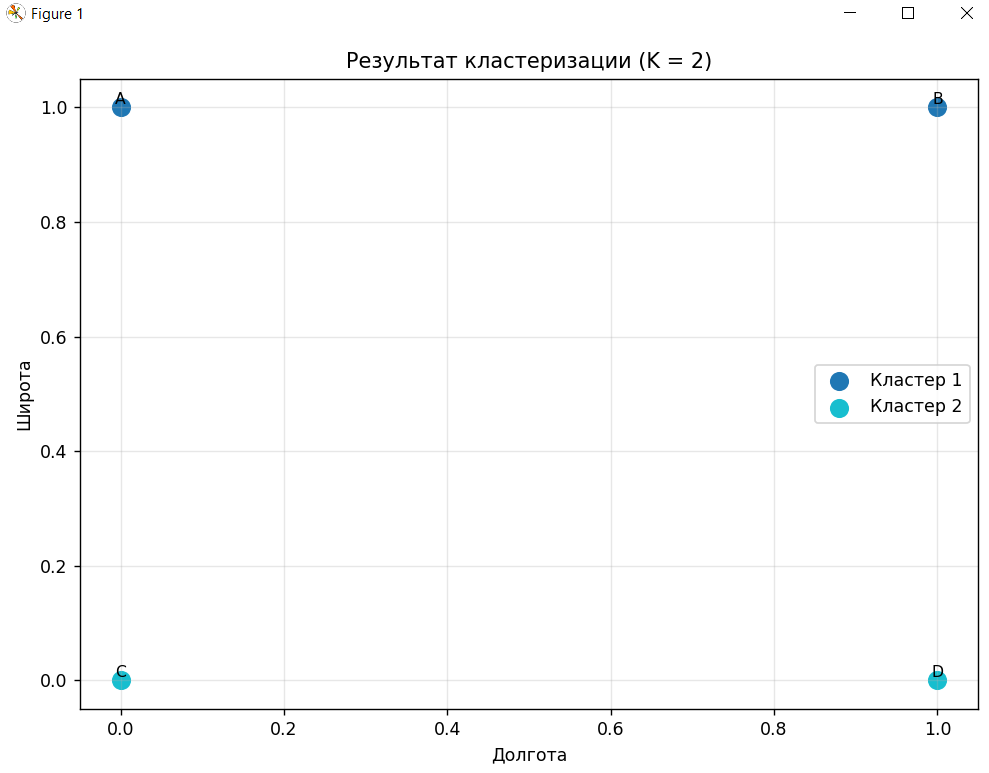 Figure 1
Результат кластеризации (K = 2)
A
B
1.0
0.8
0.6
0.4
0.2
0.0
Широта
Кластер 1
Кластер 2
C
D
0.0
0.2
0.4
0.6
0.8
1.0
Долгота